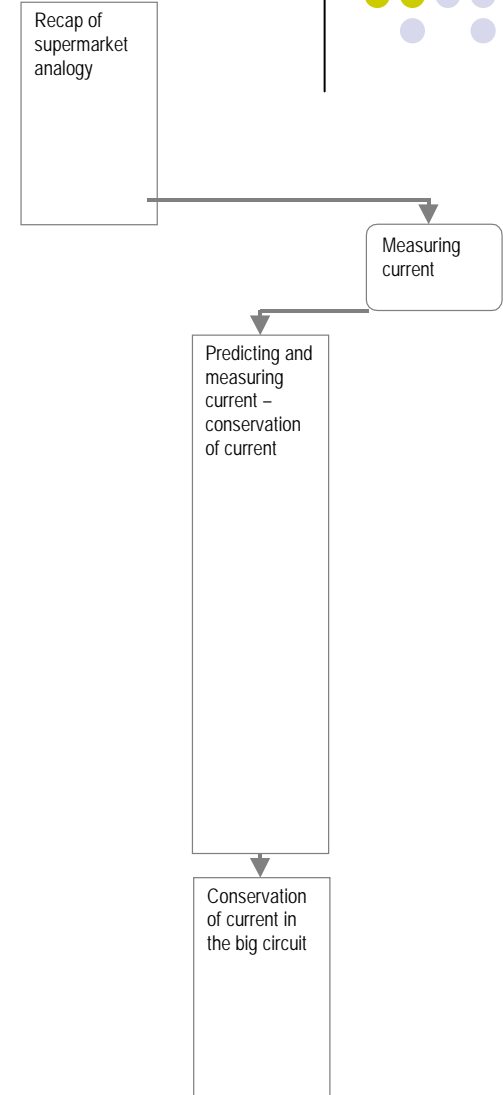 Recap of
supermarket
analogy
Measuring
current
Predicting and
measuring
current –
conservation
of current
Conservation
of current in
the big circuit